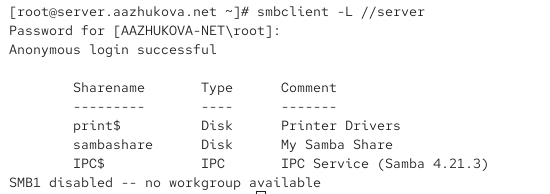 [root@server.aazhukova.net ~]# smbclient -L //server
Password for [AAZHUKOVA-NET\root]:
Anonymous login successful
Sharename Type Comment
--------- ---- -------
print$ Disk Printer Drivers
sambashare Disk My Samba Share
IPC$ IPC IPC Service (Samba 4.21.3)
SMB1 disabled -- no workgroup available